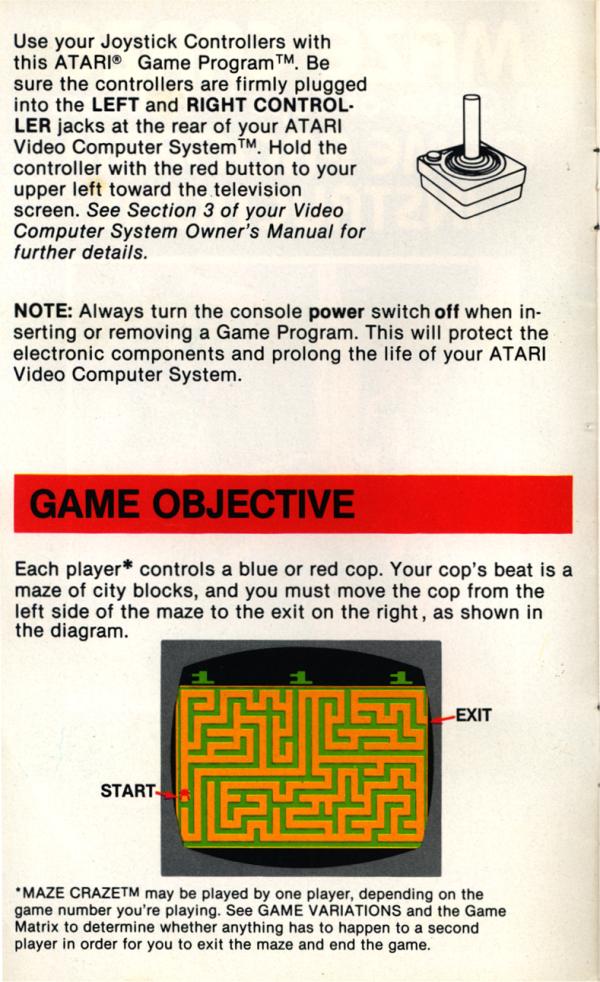 Use your Joystick Controllers with
this ATARI® Game Program™. Be
sure the controllers are firmly plugged
into the LEFT and RIGHT CONTROL-
LER jacks at the rear of your ATARI
Video Computer System™. Hold the
controller with the red button to your
upper left toward the television
screen. See Section 3 of your Video
Computer System Owner's Manual for
further details.
NOTE: Always turn the console power switch off when in-
serting or removing a Game Program. This will protect the
electronic components and prolong the life of your ATARI
Video Computer System.
GAME OBJECTIVE
Each player* controls a blue or red cop. Your cop's beat is a
maze of city blocks, and you must move the cop from the
left side of the maze to the exit on the right, as shown in
the diagram.
1 1 1
EXIT
START
*MAZE CRAZE™ may be played by one player, depending on the
game number you're playing. See GAME VARIATIONS and the Game
Matrix to determine whether anything has to happen to a second
player in order for you to exit the maze and end the game.